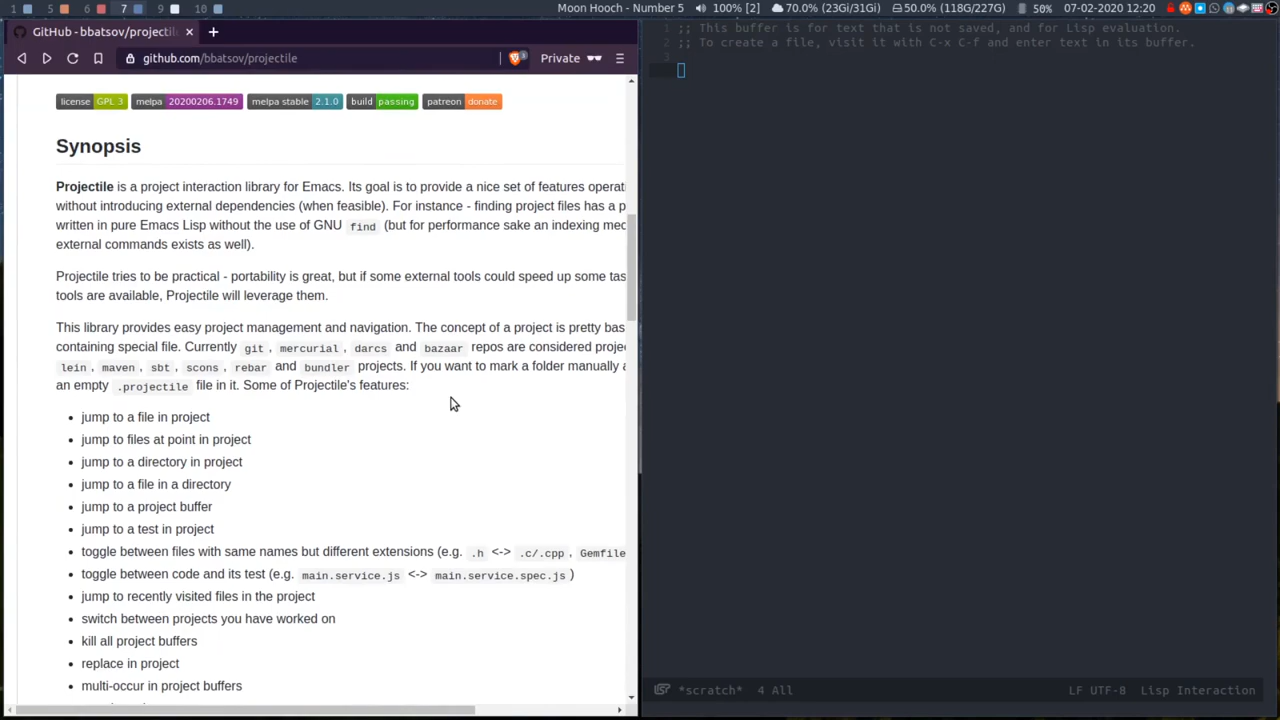 1 5 6 7 9 10 Moon Hooch - Number 5 100% [2] 70.0% (23Gi/31Gi) 50.0% (118G/227G) 50% 07-02-2020 12:20
GitHub - bbatsov/projectil × +
github.com/bbatsov/projectile Private
license GPL 3 melpa 20200206.1749 melpa stable 2.1.0 build passing patreon donate
Synopsis
Projectile is a project interaction library for Emacs. Its goal is to provide a nice set of features operat
without introducing external dependencies (when feasible). For instance - finding project files has a p
written in pure Emacs Lisp without the use of GNU find (but for performance sake an indexing mec
external commands exists as well).
Projectile tries to be practical - portability is great, but if some external tools could speed up some tas
tools are available, Projectile will leverage them.
This library provides easy project management and navigation. The concept of a project is pretty bas
containing special file. Currently git, mercurial, darcs and bazaar repos are considered proje
lein, maven, sbt, scons, rebar and bundler projects. If you want to mark a folder manually a
an empty .projectile file in it. Some of Projectile's features:
• jump to a file in project
• jump to files at point in project
• jump to a directory in project
• jump to a file in a directory
• jump to a project buffer
• jump to a test in project
• toggle between files with same names but different extensions (e.g. .h <-> .c/.cpp, Gemfile
• toggle between code and its test (e.g. main.service.js <-> main.service.spec.js)
• jump to recently visited files in the project
• switch between projects you have worked on
• kill all project buffers
• replace in project
• multi-occur in project buffers
1 ;; This buffer is for text that is not saved, and for Lisp evaluation.
2 ;; To create a file, visit it with C-x C-f and enter text in its buffer.
3
*scratch* 4 All LF UTF-8 Lisp Interaction